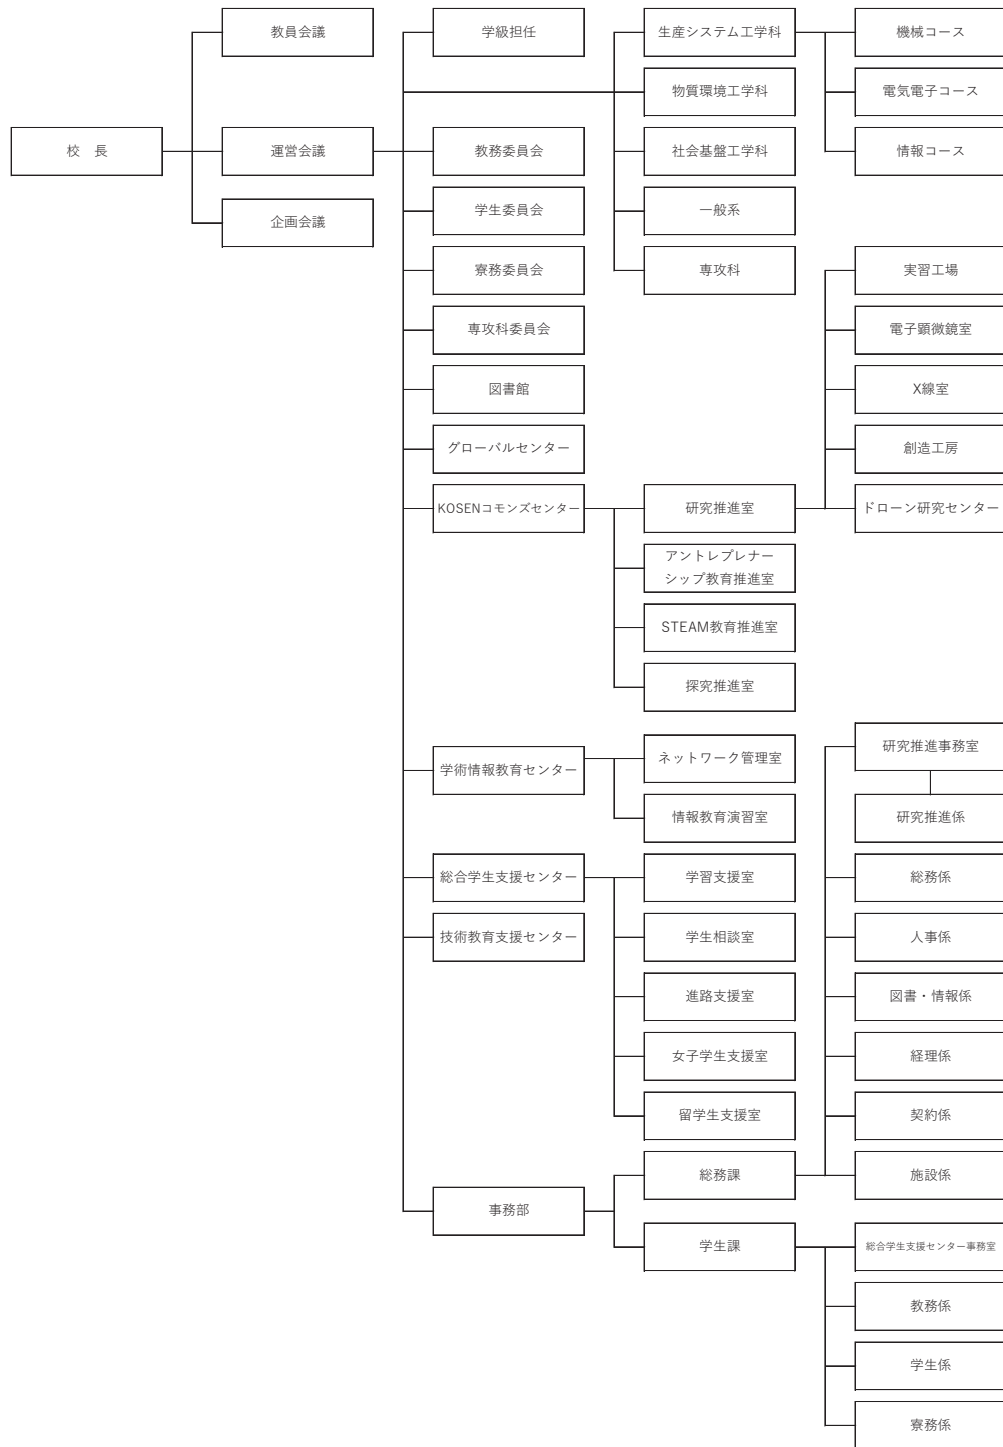 教員会議
学級担任
生産システム工学科
機械コース
物質環境工学科
電気電子コース
校　長
運営会議
教務委員会
社会基盤工学科
情報コース
企画会議
学生委員会
一般系
寮務委員会
専攻科
実習工場
専攻科委員会
電子顕微鏡室
図書館
X線室
グローバルセンター
創造工房
KOSENコモンズセンター
研究推進室
ドローン研究センター
アントレプレナー
シップ教育推進室
STEAM教育推進室
探究推進室
研究推進事務室
学術情報教育センター
ネットワーク管理室
情報教育演習室
研究推進係
総合学生支援センター
学習支援室
総務係
技術教育支援センター
学生相談室
人事係
進路支援室
図書・情報係
女子学生支援室
経理係
留学生支援室
契約係
総務課
施設係
事務部
学生課
総合学生支援センター事務室
教務係
学生係
寮務係